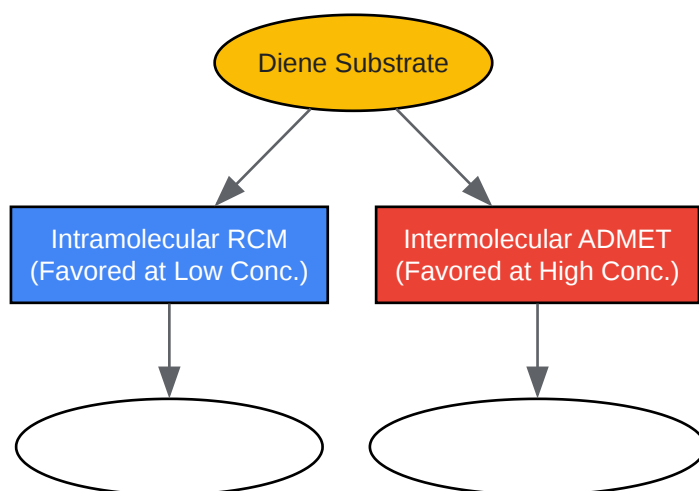 Diene Substrate
Intramolecular RCM
(Favored at Low Conc.)
Intermolecular ADMET
(Favored at High Conc.)